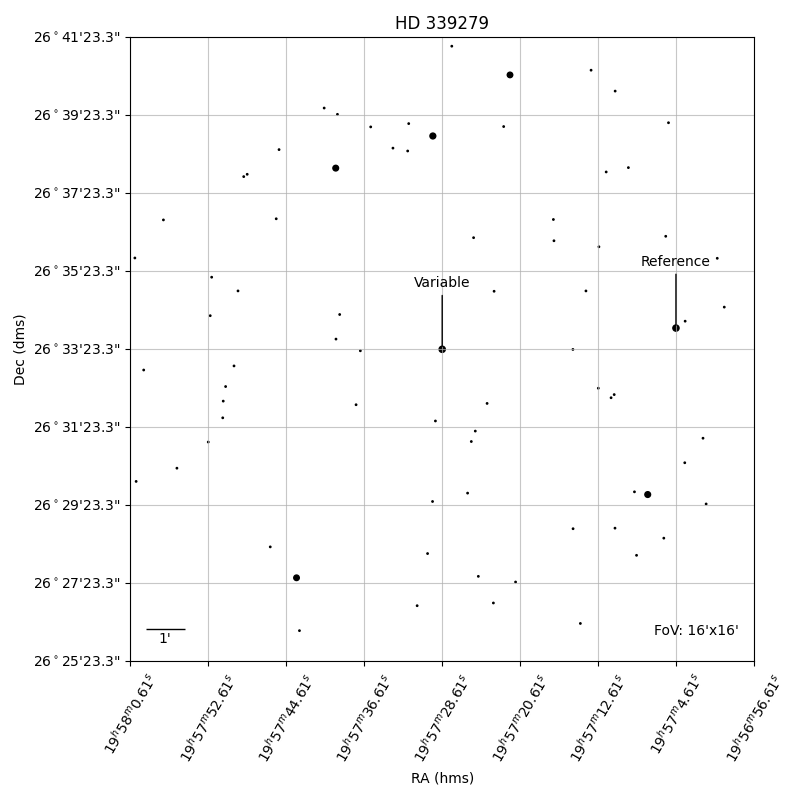 HD 339279
26°41'23.3"
26°39'23.3"
26°37'23.3"
26°35'23.3"
26°33'23.3"
26°31'23.3"
26°29'23.3"
26°27'23.3"
26°25'23.3"
Dec (dms)
Reference
Variable
1'
FoV: 16'x16'
19ʰ58ᵐ0.61ˢ
19ʰ57ᵐ52.61ˢ
19ʰ57ᵐ44.61ˢ
19ʰ57ᵐ36.61ˢ
19ʰ57ᵐ28.61ˢ
19ʰ57ᵐ20.61ˢ
19ʰ57ᵐ12.61ˢ
19ʰ57ᵐ4.61ˢ
19ʰ56ᵐ56.61ˢ
RA (hms)